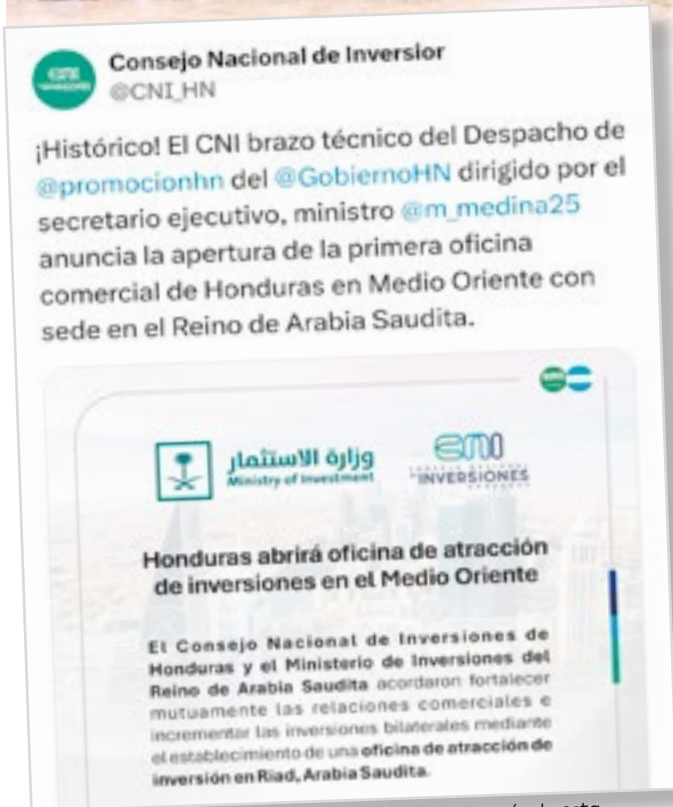 Consejo Nacional de Inversior
@CNI_HN
¡Histórico! El CNI brazo técnico del Despacho de
@promocionhn del @GobiernoHN dirigido por el
secretario ejecutivo, ministro @m_medina25
anuncia la apertura de la primera oficina
comercial de Honduras en Medio Oriente con
sede en el Reino de Arabia Saudita.
وزارة الاستثمار
Ministry of Investment
INVERSIONES
Honduras abrirá oficina de atracción
de inversiones en el Medio Oriente
El Consejo Nacional de Inversiones de
Honduras y el Ministerio de Inversiones del
Reino de Arabia Saudita acordaron fortalecer
mutuamente las relaciones comerciales e
incrementar las inversiones bilaterales mediante
el establecimiento de una oficina de atracción de
inversión en Riad, Arabia Saudita.